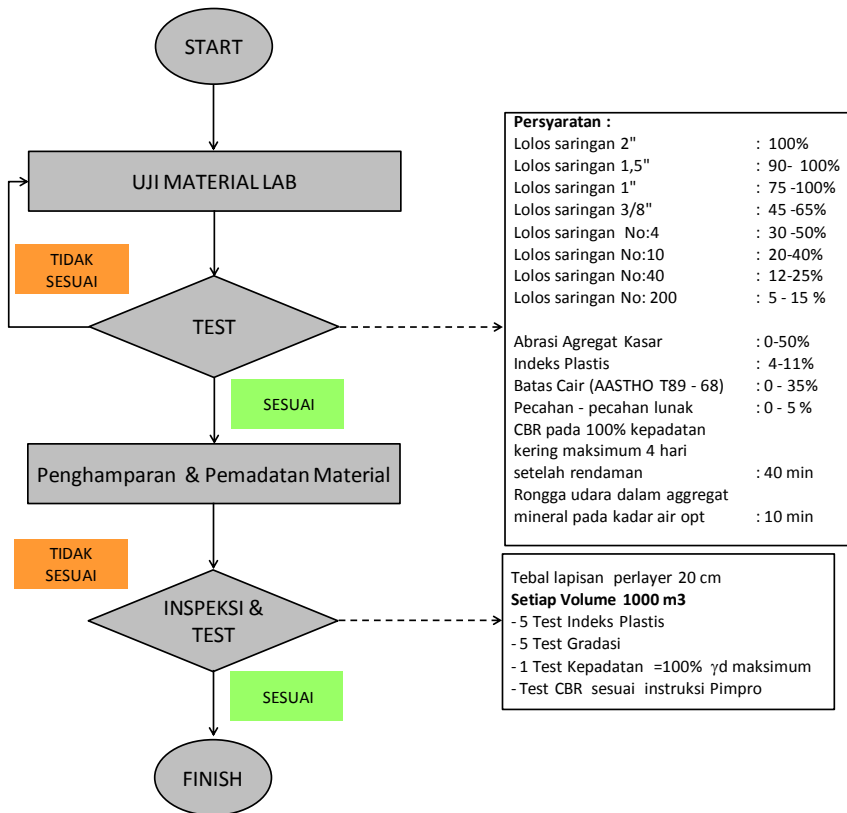 START
UJI MATERIAL LAB
TIDAK
SESUAI
TEST
SESUAI
Penghamparan & Pemadatan Material
TIDAK
SESUAI
INSPEKSI &
TEST
SESUAI
FINISH
Persyaratan :
Lolos saringan 2" : 100%
Lolos saringan 1,5" : 90- 100%
Lolos saringan 1" : 75 -100%
Lolos saringan 3/8" : 45 -65%
Lolos saringan No:4 : 30 -50%
Lolos saringan No:10 : 20-40%
Lolos saringan No:40 : 12-25%
Lolos saringan No: 200 : 5 - 15 %
Abrasi Agregat Kasar : 0-50%
Indeks Plastis : 4-11%
Batas Cair (AASTHO T89 - 68) : 0 - 35%
Pecahan - pecahan lunak : 0 - 5 %
CBR pada 100% kepadatan
kering maksimum 4 hari
setelah rendaman : 40 min
Rongga udara dalam aggregat
mineral pada kadar air opt : 10 min
Tebal lapisan perlayer 20 cm
Setiap Volume 1000 m3
- 5 Test Indeks Plastis
- 5 Test Gradasi
- 1 Test Kepadatan =100% γd maksimum
- Test CBR sesuai instruksi Pimpro